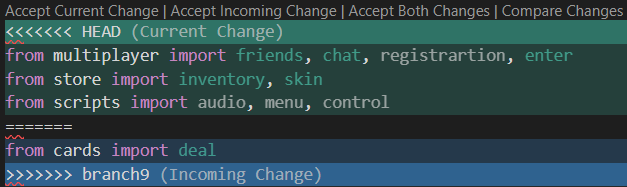 Accept Current Change | Accept Incoming Change | Accept Both Changes | Compare Changes
<<<<<<< HEAD (Current Change)
from multiplayer import friends, chat, registrartion, enter
from store import inventory, skin
from scripts import audio, menu, control
=======
from cards import deal
>>>>>>> branch9 (Incoming Change)